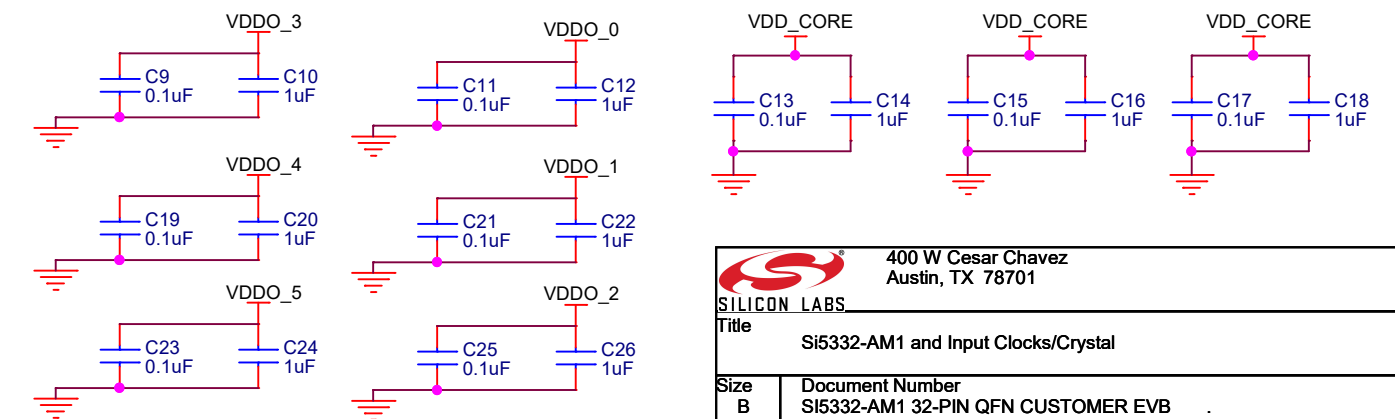 VDDO_3
C9
0.1uF
C10
1uF
VDDO_0
C11
0.1uF
C12
1uF
VDD_CORE
C13
0.1uF
C14
1uF
VDD_CORE
C15
0.1uF
C16
1uF
VDD_CORE
C17
0.1uF
C18
1uF
VDDO_4
C19
0.1uF
C20
1uF
VDDO_1
C21
0.1uF
C22
1uF
VDDO_5
C23
0.1uF
C24
1uF
VDDO_2
C25
0.1uF
C26
1uF
SILICON LABS
®
400 W Cesar Chavez
Austin, TX 78701
Title
Si5332-AM1 and Input Clocks/Crystal
Size
B
Document Number
SI5332-AM1 32-PIN QFN CUSTOMER EVB .